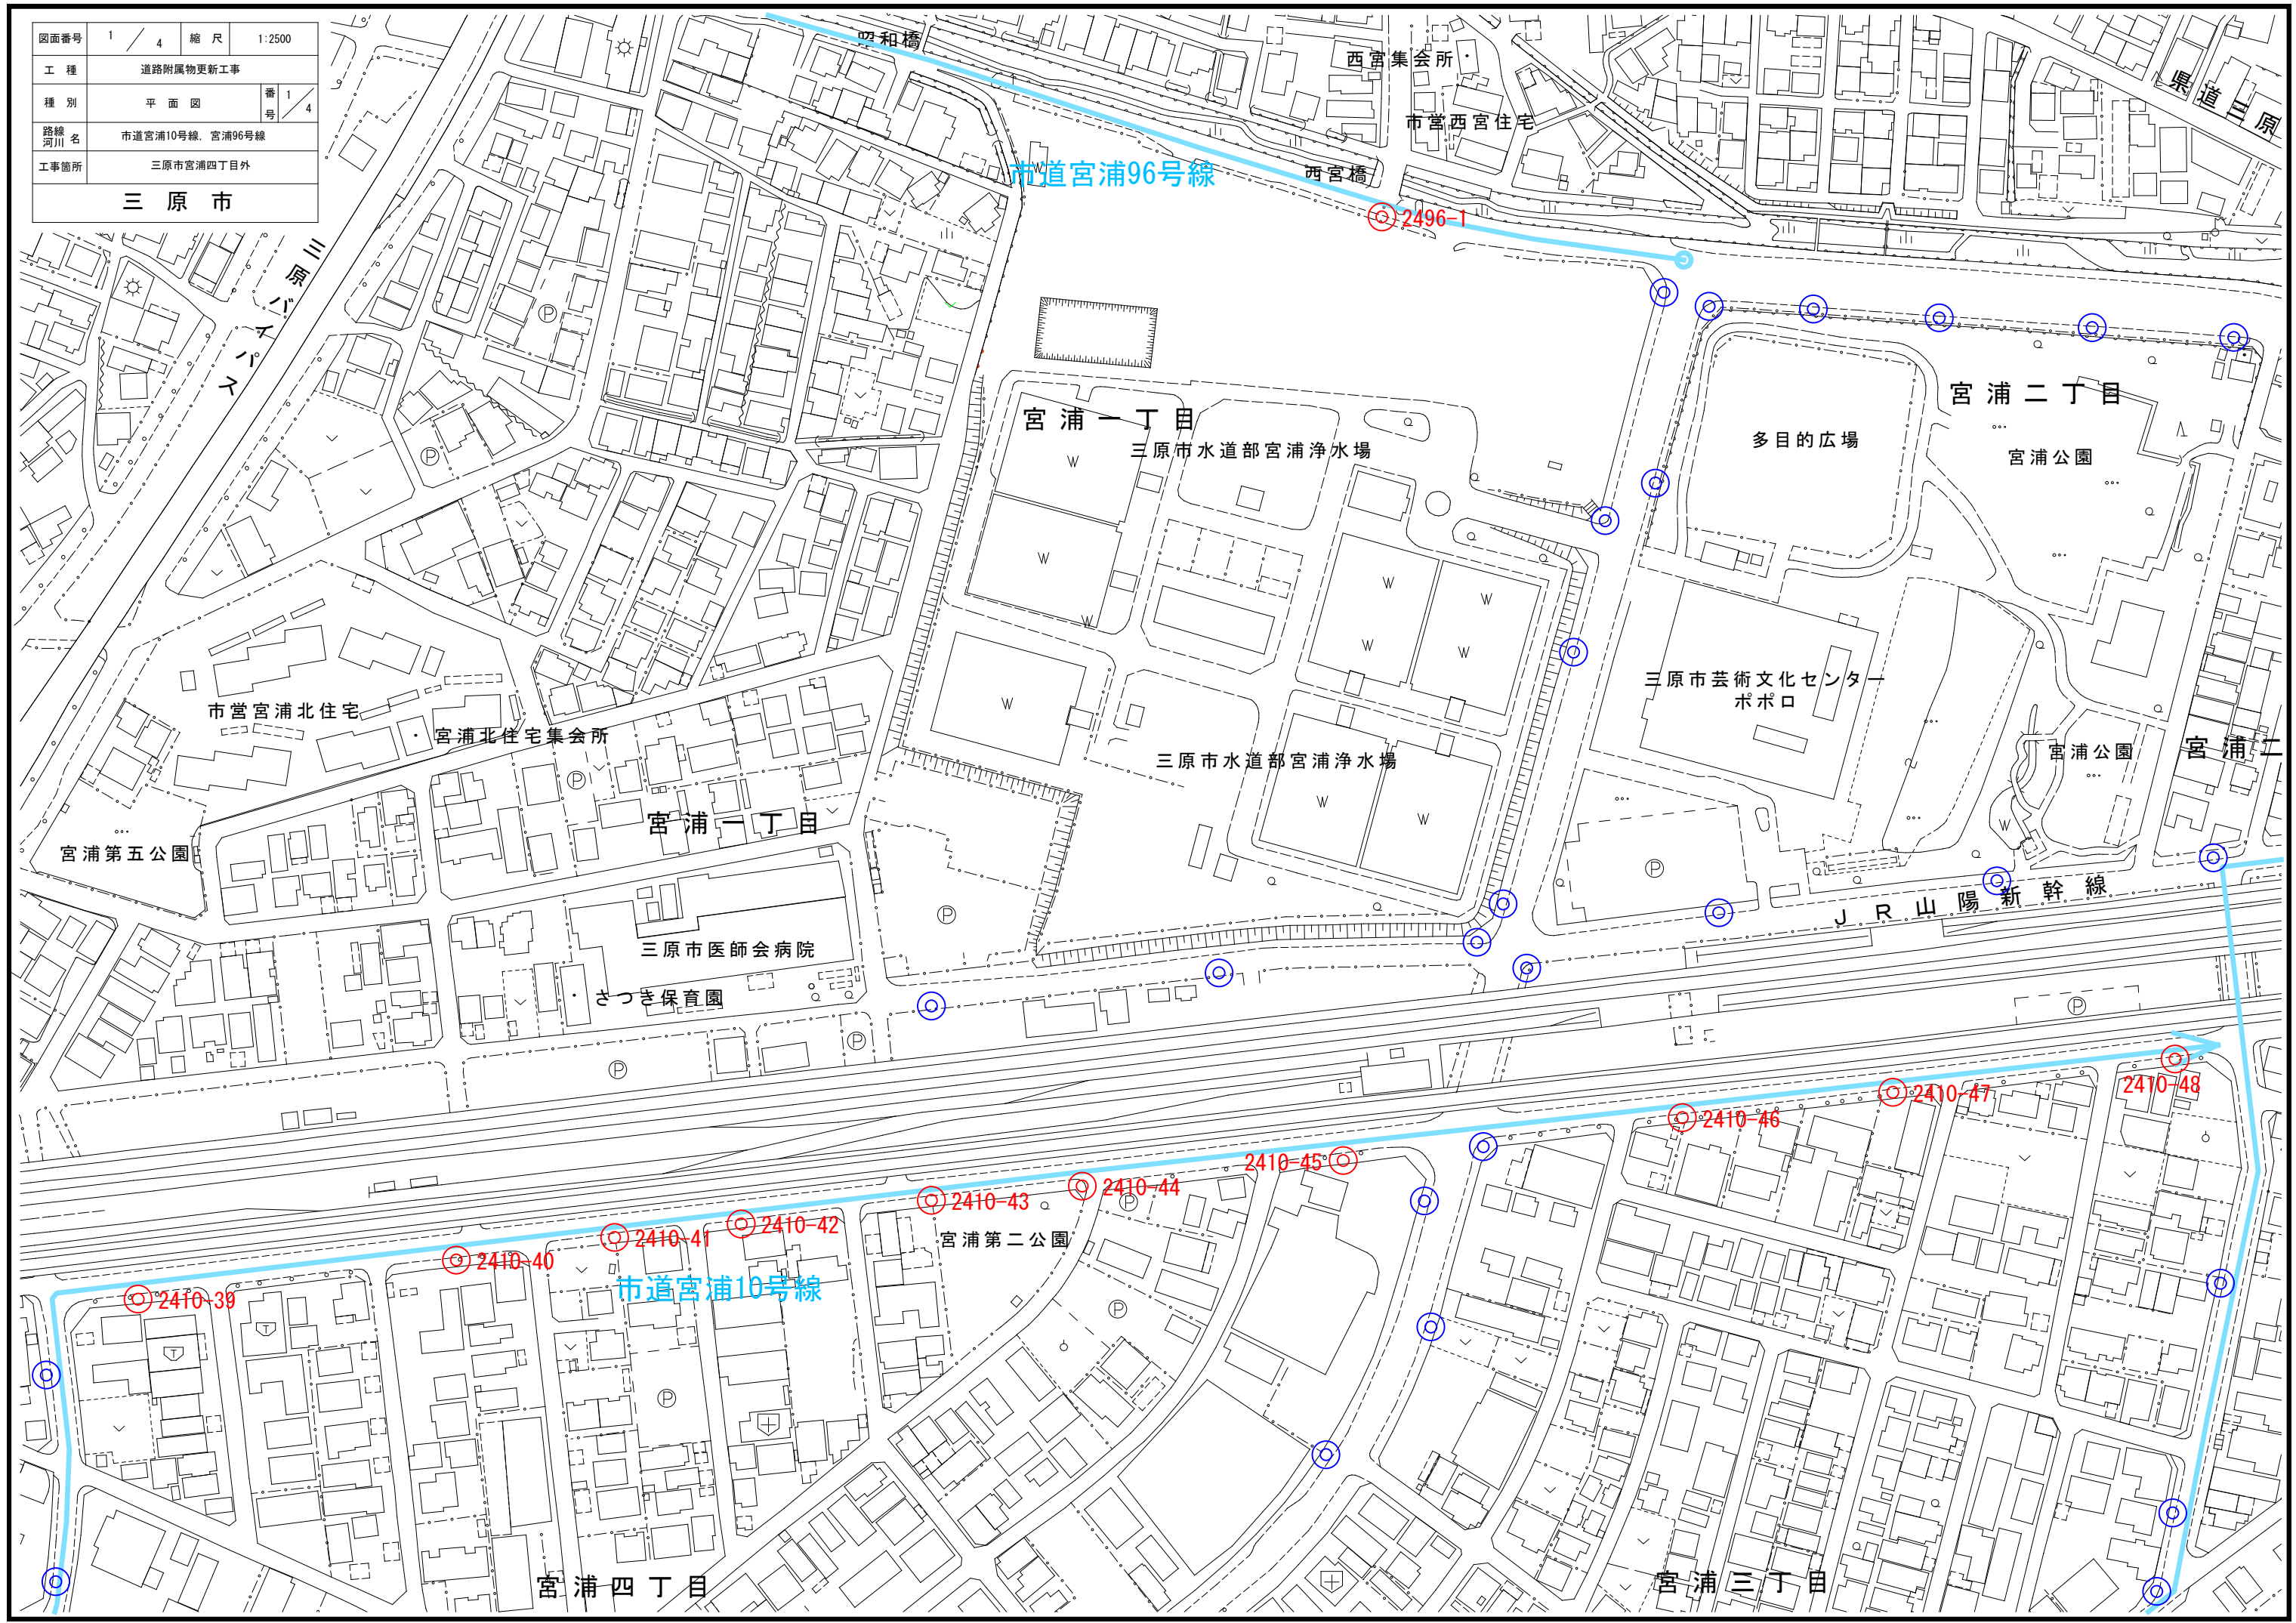 図面番号 1/4 縮尺 1:2500
工種 道路附属物更新工事
種別 平面図 番号 1/4
路線河川名 市道宮浦10号線、宮浦96号線
工事箇所 三原市宮浦四丁目外
三原市
昭和橋
西宮集会所
県道三原
市営西宮住宅
市道宮浦96号線
西宮橋
2496-1
三原バイパス
宮浦二丁目
宮浦一丁目
三原市水道部宮浦浄水場
多目的広場
宮浦公園
三原市芸術文化センター
ポポロ
市営宮浦北住宅
宮浦北住宅集会所
三原市水道部宮浦浄水場
宮浦公園
宮浦二
宮浦一丁目
宮浦第五公園
JR山陽新幹線
三原市医師会病院
さつき保育園
2410-48
2410-47
2410-46
2410-45
2410-44
2410-43
2410-42
2410-41
2410-40
2410-39
宮浦第二公園
市道宮浦10号線
宮浦四丁目
宮浦三丁目